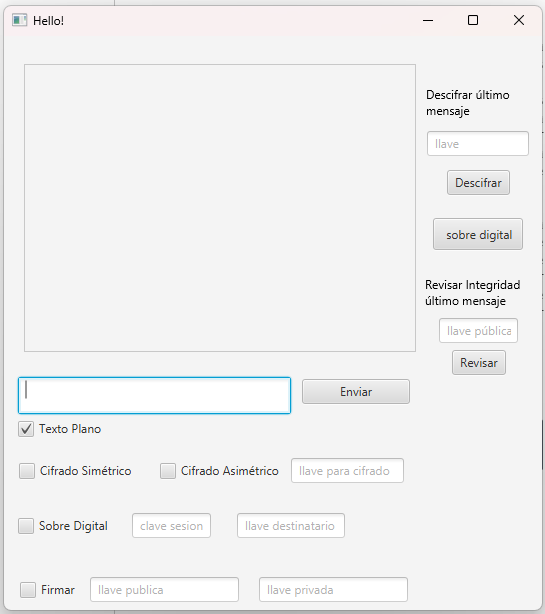 Hello!
Descifrar último
mensaje
llave
Descifrar
sobre digital
Revisar Integridad
último mensaje
llave pública
Revisar
Enviar
Texto Plano
Cifrado Simétrico
Cifrado Asimétrico
llave para cifrado
Sobre Digital
clave sesion
llave destinatario
Firmar
llave publica
llave privada